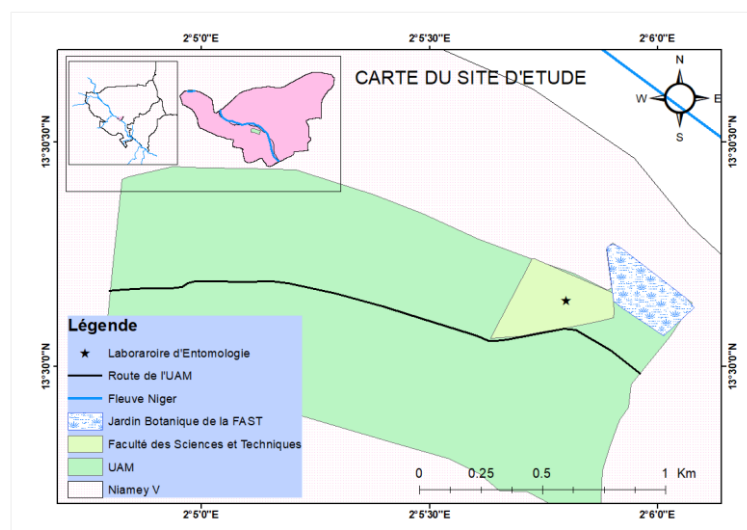 2°5'0"E 2°5'30"E 2°6'0"E
CARTE DU SITE D'ETUDE
N
W E
S
13°30'30"N 13°30'30"N
13°30'0"N 13°30'0"N
Légende
Laboraroire d'Entomologie
Route de l'UAM
Fleuve Niger
Jardin Botanique de la FAST
Faculté des Sciences et Techniques
UAM
Niamey V
0 0.25 0.5 1 Km
2°5'0"E 2°5'30"E 2°6'0"E